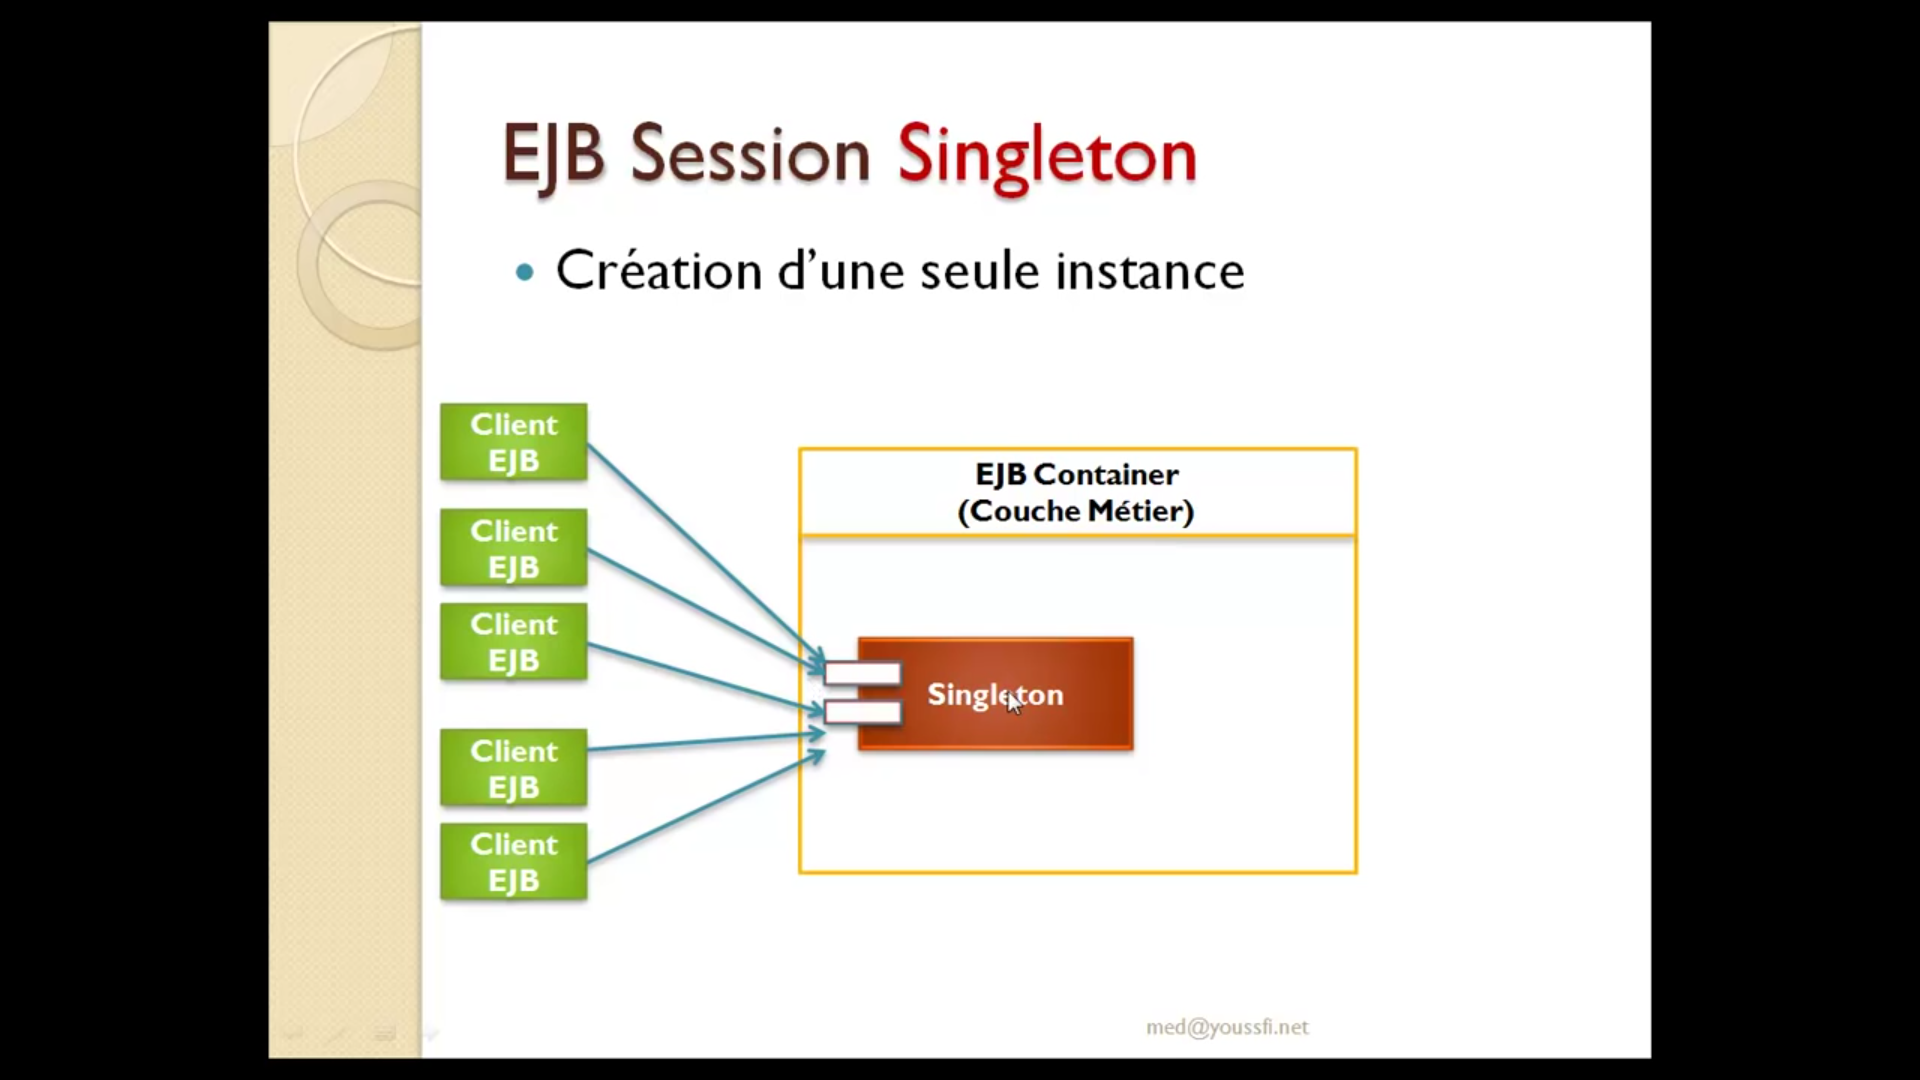 EJB Session Singleton
• Création d’une seule instance
Client
EJB
Client
EJB
Client
EJB
Client
EJB
Client
EJB
EJB Container
(Couche Métier)
Singleton
med@youssfi.net